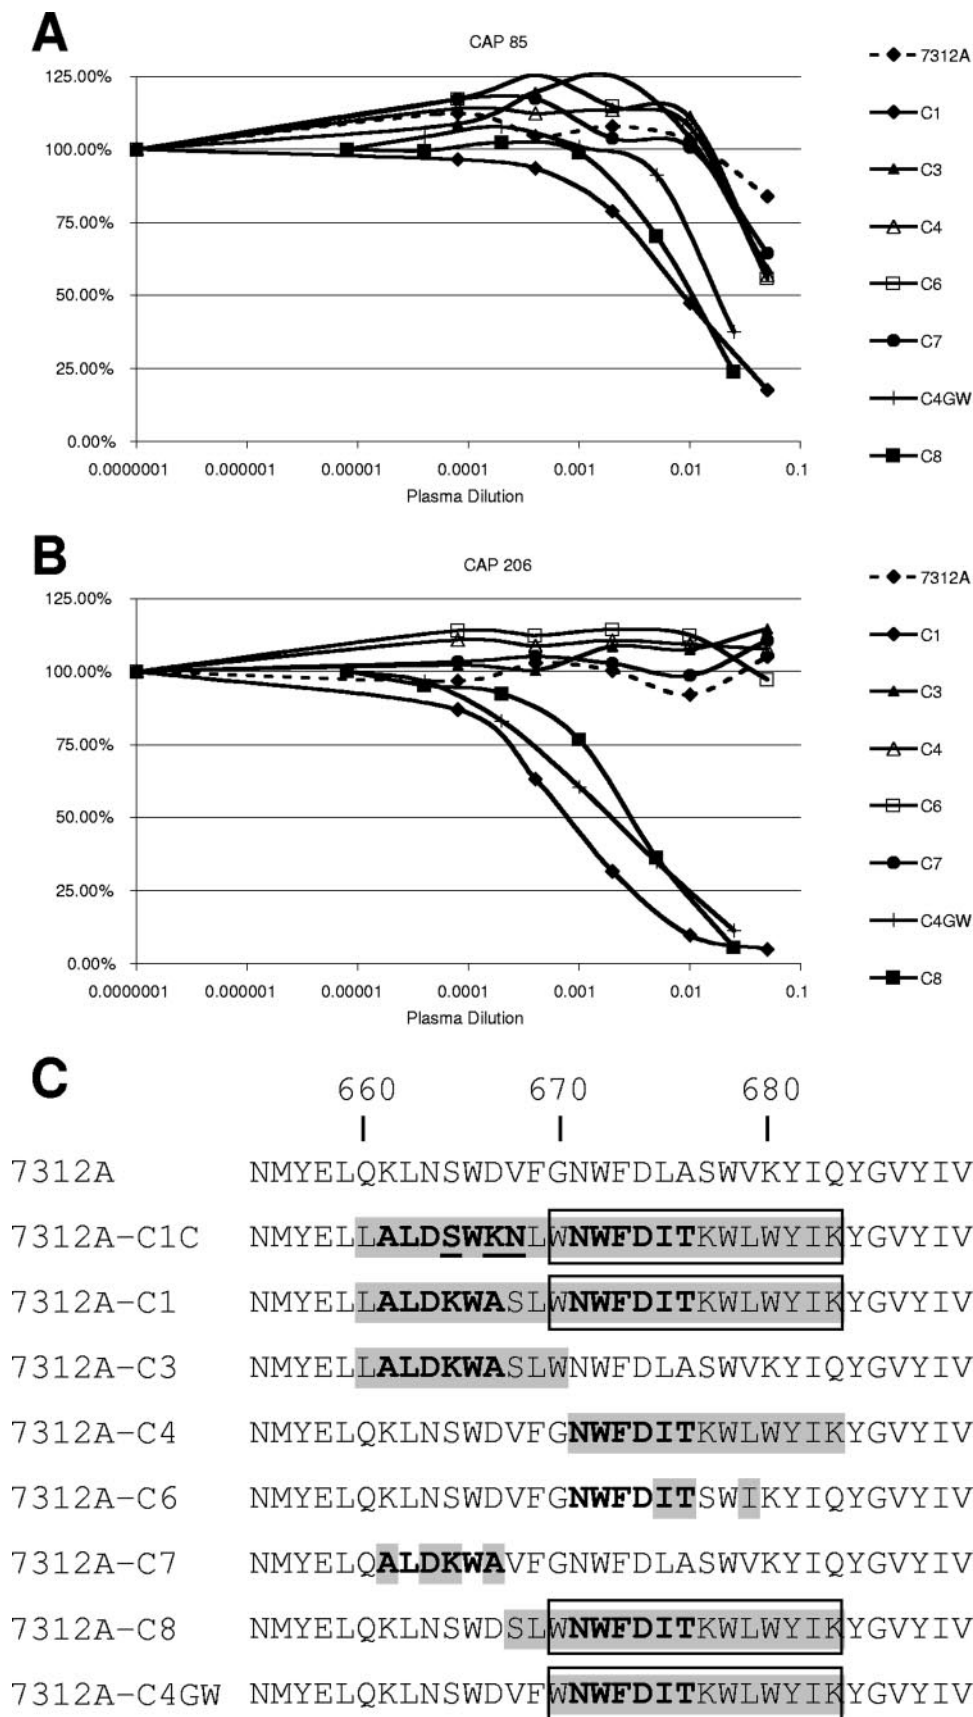 A
CAP 85
125.00%
100.00%
75.00%
50.00%
25.00%
0.00%
0.0000001 0.000001 0.00001 0.0001 0.001 0.01 0.1
Plasma Dilution
7312A
C1
C3
C4
C6
C7
C4GW
C8
B
CAP 206
125.00%
100.00%
75.00%
50.00%
25.00%
0.00%
0.0000001 0.000001 0.00001 0.0001 0.001 0.01 0.1
Plasma Dilution
7312A
C1
C3
C4
C6
C7
C4GW
C8
C
660 670 680
7312A NMYELQKLNSWDVFGNWFDLASWVKYIQYGVYIV
7312A-C1C NMYELLALDSWKNLWNWFDITKWLWYIKYGVYIV
7312A-C1 NMYELLALDKWASLWNWFDITKWLWYIKYGVYIV
7312A-C3 NMYELLALDKWASLWNWFDLASWVKYIQYGVYIV
7312A-C4 NMYELQKLNSWDVFGNWFDITKWLWYIKYGVYIV
7312A-C6 NMYELQKLNSWDVFGNWFDITSWIKYIQYGVYIV
7312A-C7 NMYELQALDKWAVFGNWFDLASWVKYIQYGVYIV
7312A-C8 NMYELQKLNSWDSLWNWFDITKWLWYIKYGVYIV
7312A-C4GW NMYELQKLNSWDVFWNWFDITKWLWYIKYGVYIV